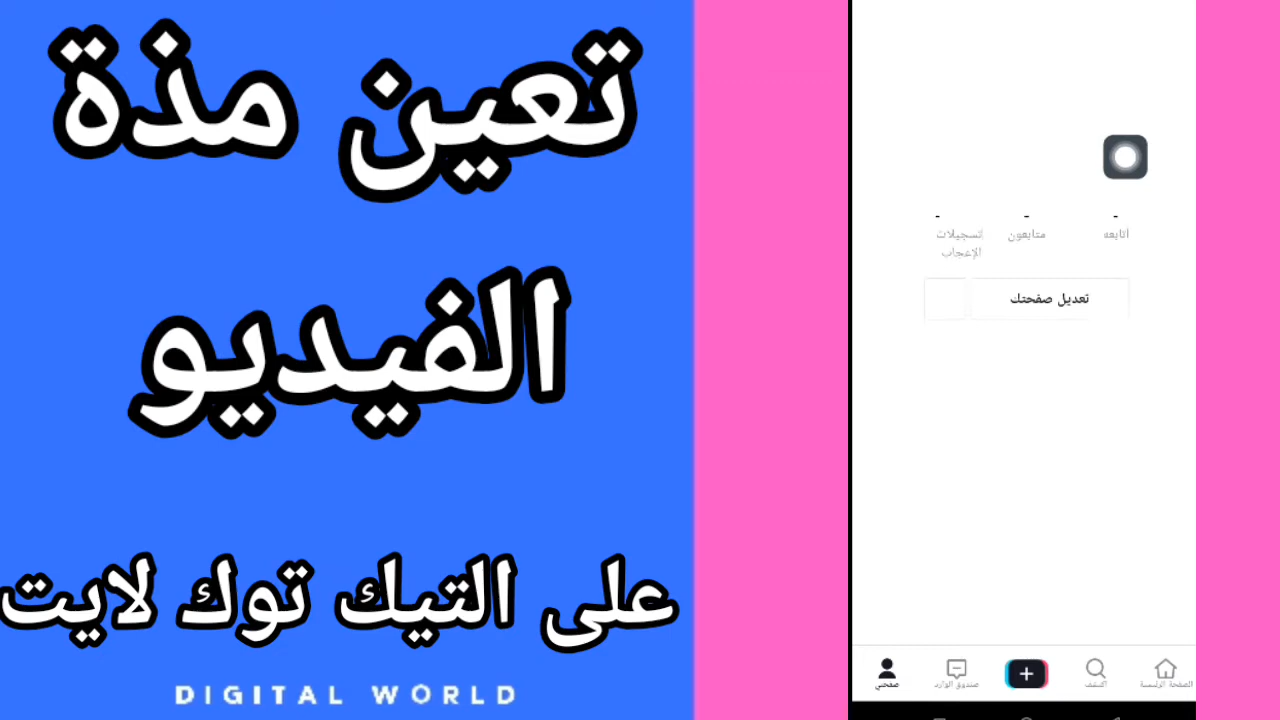 تعين مذة
الفيديو
على التيك توك لايت
DIGITAL WORLD
- - -
أتابعه متابعون تسجيلات
الإعجاب
تعديل صفحتك
الصفحة الرئيسية اكتشف صندوق الوارد صفحتي